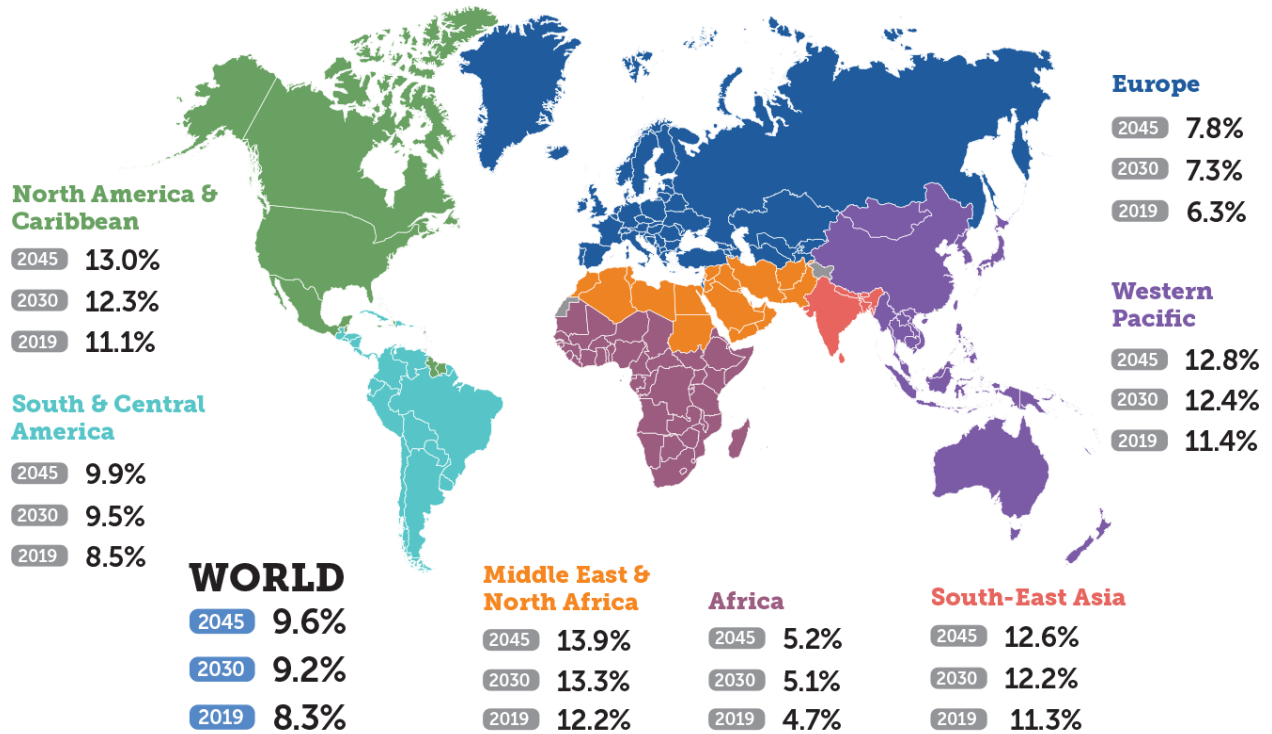 Europe
2045 7.8%
2030 7.3%
2019 6.3%
North America &
Caribbean
2045 13.0%
2030 12.3%
2019 11.1%
Western
Pacific
2045 12.8%
2030 12.4%
2019 11.4%
South & Central
America
2045 9.9%
2030 9.5%
2019 8.5%
WORLD
2045 9.6%
2030 9.2%
2019 8.3%
Middle East &
North Africa
2045 13.9%
2030 13.3%
2019 12.2%
Africa
2045 5.2%
2030 5.1%
2019 4.7%
South-East Asia
2045 12.6%
2030 12.2%
2019 11.3%